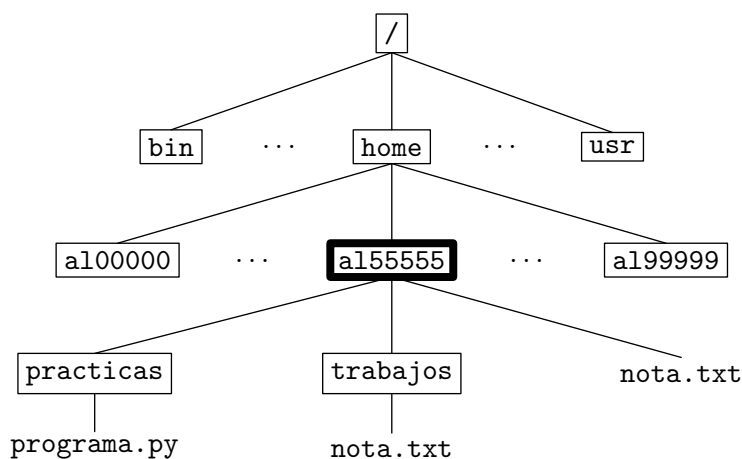 /
bin ··· home ··· usr
al00000 ··· al55555 ··· al99999
practicas trabajos nota.txt
programa.py nota.txt